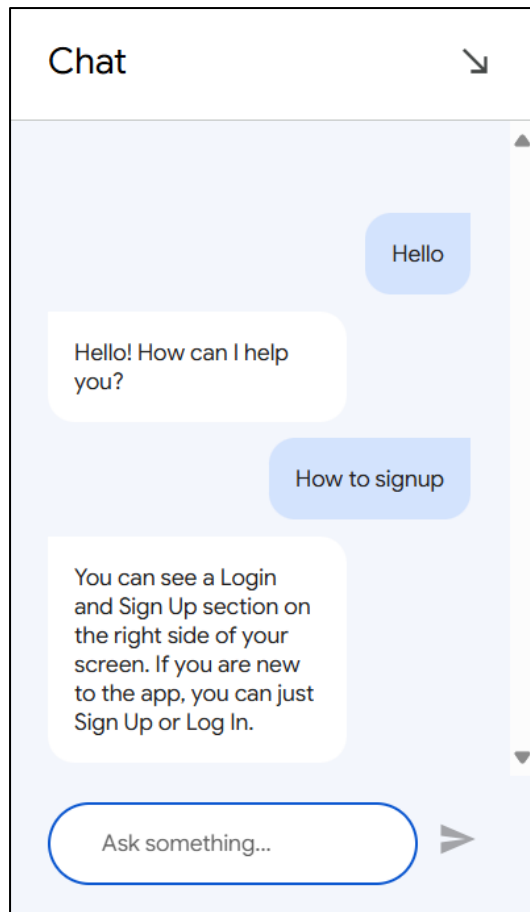 Chat
Hello
Hello! How can I help
you?
How to signup
You can see a Login
and Sign Up section on
the right side of your
screen. If you are new
to the app, you can just
Sign Up or Log In.
Ask something...